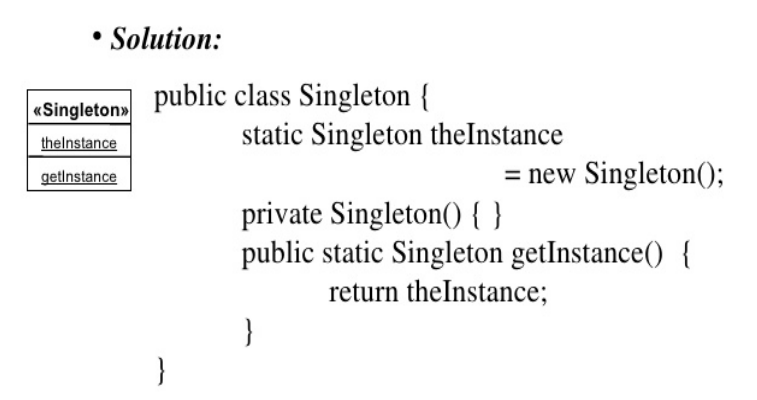 • Solution:
«Singleton»
theInstance
getInstance
public class Singleton {
static Singleton theInstance
= new Singleton();
private Singleton() { }
public static Singleton getInstance() {
return theInstance;
}
}